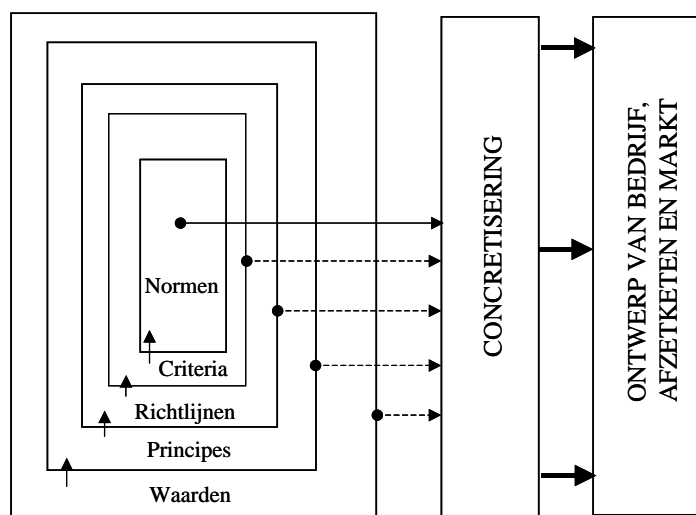 Normen
Criteria
Richtlijnen
Principes
Waarden
CONCRETISERING
ONTWERP VAN BEDRIJF,
AFZETKETEN EN MARKT